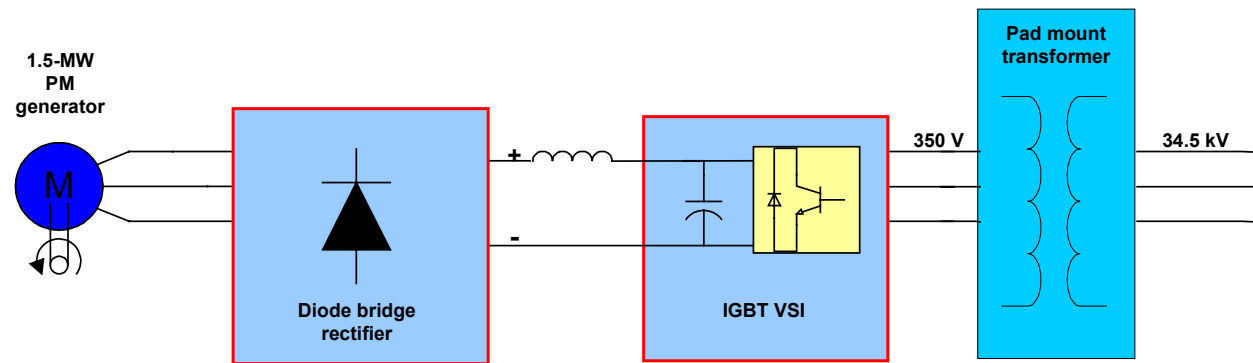 1.5-MW
PM
generator
M
Diode bridge
rectifier
+
-
IGBT VSI
350 V
Pad mount
transformer
34.5 kV